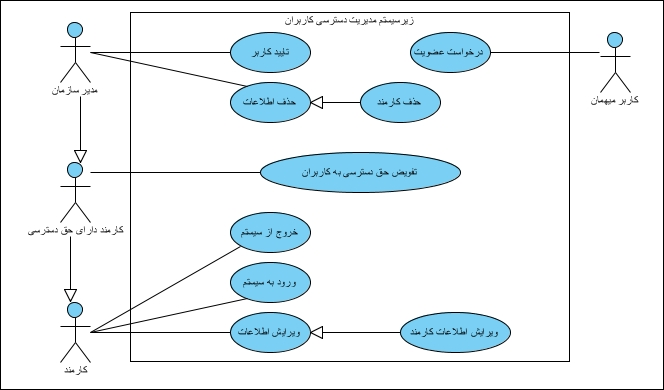 زیرسیستم مدیریت دسترسی کاربران
تایید کاربر
درخواست عضویت
مدیر سازمان
حذف اطلاعات
حذف کارمند
کاربر میهمان
تفویض حق دسترسی به کاربران
کارمند دارای حق دسترسی
خروج از سیستم
ورود به سیستم
ویرایش اطلاعات
ویرایش اطلاعات کارمند
کارمند